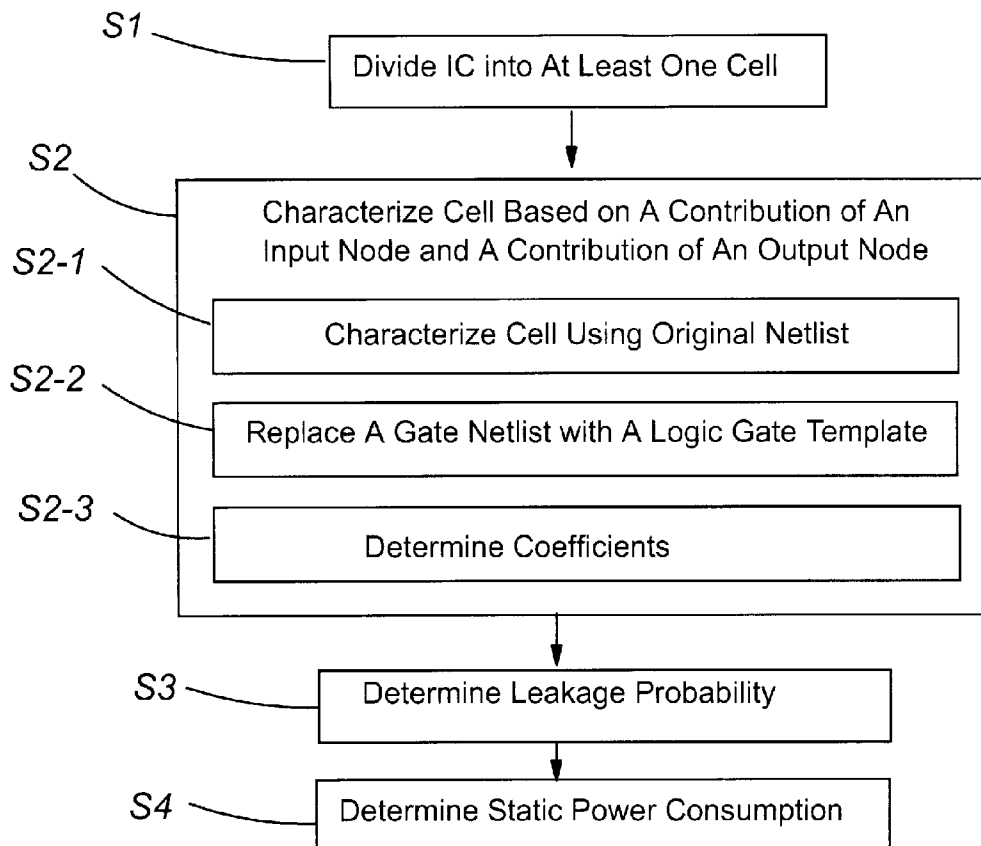 S1
Divide IC into At Least One Cell
S2
Characterize Cell Based on A Contribution of An
Input Node and A Contribution of An Output Node
S2-1
Characterize Cell Using Original Netlist
S2-2
Replace A Gate Netlist with A Logic Gate Template
S2-3
Determine Coefficients
S3
Determine Leakage Probability
S4
Determine Static Power Consumption